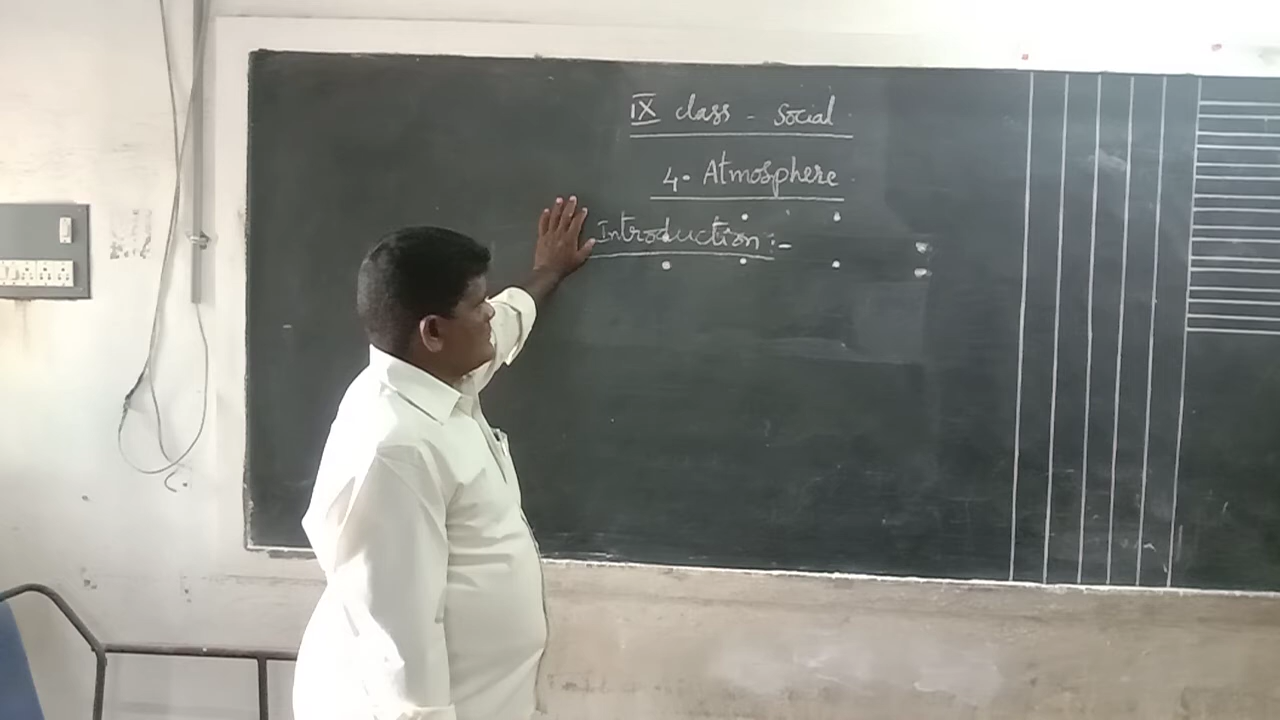 IX class - social
4. Atmosphere
Introduction :-